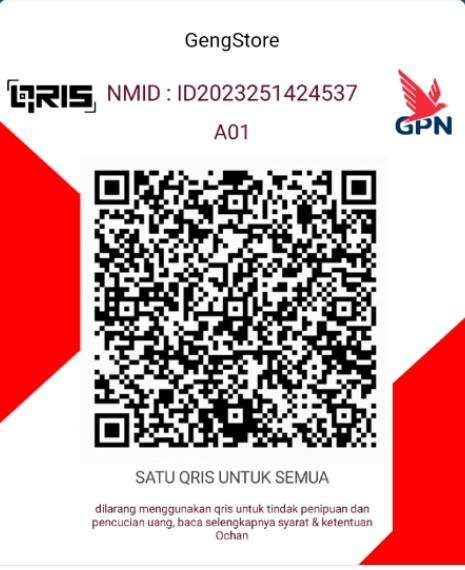 GengStore
QRIS NMID : ID2023251424537
GPN
A01
SATU QRIS UNTUK SEMUA
dilarang menggunakan qris untuk tindak penipuan dan
pencucian uang, baca selengkapnya syarat & ketentuan
Ochan